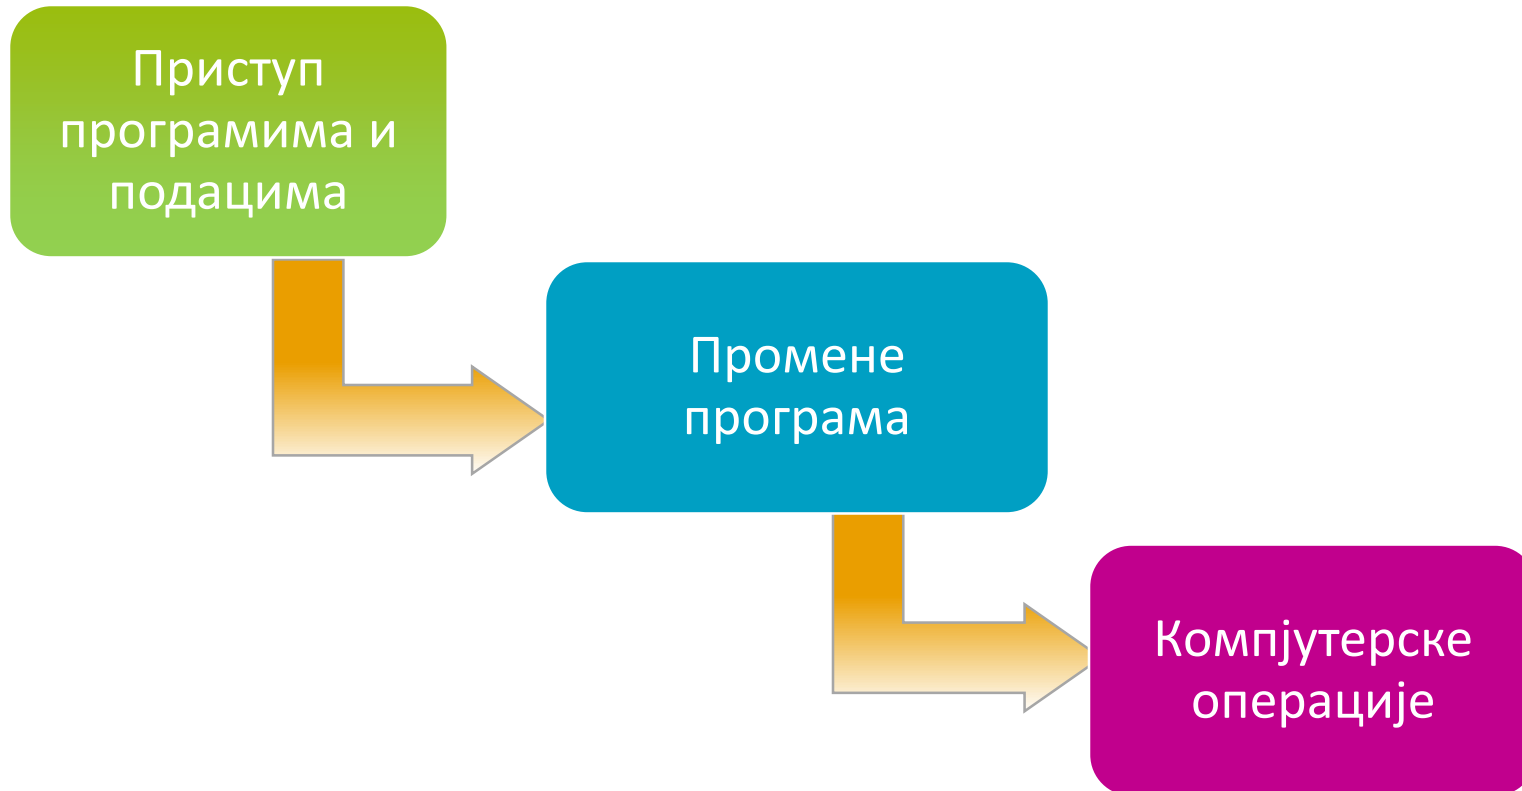 Приступ
програмима и
подацима
Промене
програма
Компјутерске
операције